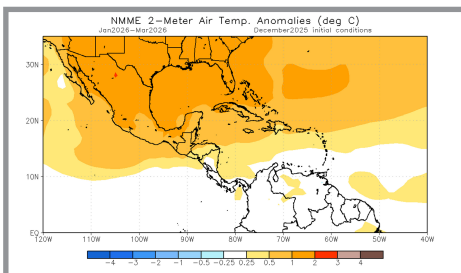 NMME 2-Meter Air Temp. Anomalies (deg C)
Jan2026-Mar2026 December2025 initial conditions
30N
20N
10N
EQ
120W 110W 100W 90W 80W 70W 60W 50W 40W
-4 -3 -2 -1 -0.5 -0.25 0.25 0.5 1 2 3 4